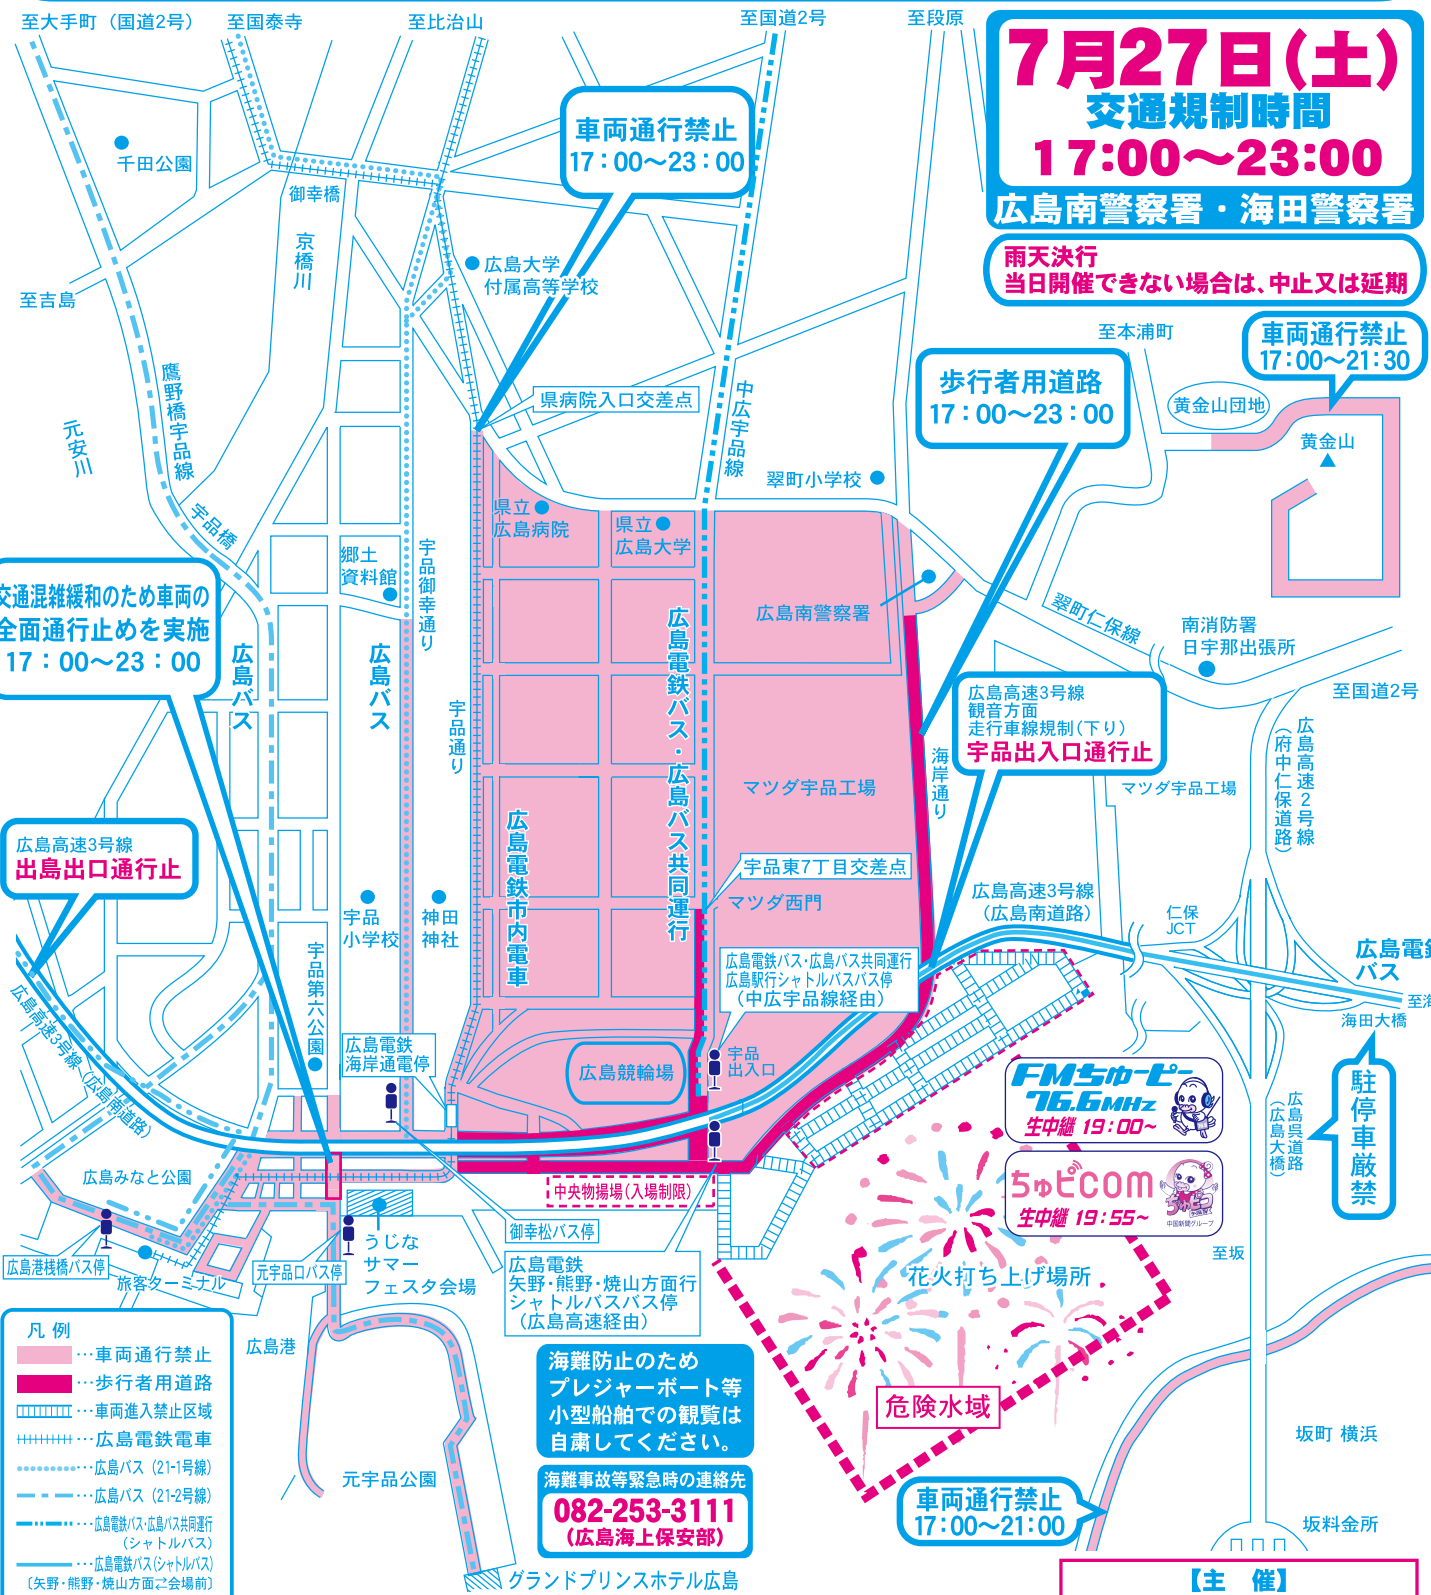 至大手町（国道2号）
至国泰寺
至比治山
至国道2号
至段原
7月27日(土)
交通規制時間
17:00〜23:00
広島南警察署・海田警察署
雨天決行
当日開催できない場合は、中止又は延期
車両通行禁止
17：00〜23：00
千田公園
御幸橋
京橋川
広島大学
付属高等学校
至吉島
至本浦町
車両通行禁止
17:00〜21:30
歩行者用道路
17：00〜23：00
黄金山団地
黄金山
鷹野橋宇品線
元安川
県病院入口交差点
中広宇品線
翠町小学校
宇品橋
県立
広島病院
県立
広島大学
郷土
資料館
宇品御幸通り
交通混雑緩和のため車両の
全面通行止めを実施
17：00〜23：00
広島バス
広島バス
広島電鉄バス・広島バス共同運行
広島南警察署
翠町仁保線
南消防署
日宇那出張所
至国道2号
広島高速3号線
観音方面
走行車線規制(下り)
宇品出入口通行止
宇品通り
海岸通り
広島高速2号線
（府中仁保道路）
マツダ宇品工場
マツダ宇品工場
広島高速3号線
出島出口通行止
広島電鉄市内電車
宇品東7丁目交差点
マツダ西門
宇品
小学校
神田
神社
広島高速3号線
（広島南道路）
仁保
JCT
広島電鉄
バス
宇品第六公園
広島電鉄バス・広島バス共同運行
広島駅行シャトルバスバス停
（中広宇品線経由）
海田大橋
広島高速3号線（広島南道路）
広島電鉄
海岸通電停
広島競輪場
宇品
出入口
FMちゅーピー
76.6MHz
生中継 19:00~
駐停車厳禁
広島呉道路
（広島大橋）
ちゅピCOM
生中継 19:55~
ちゅピコ
中国新聞グループ
広島みなと公園
中央物揚場(入場制限)
御幸松バス停
広島港桟橋バス停
旅客ターミナル
元宇品口バス停
うじな
サマー
フェスタ会場
広島電鉄
矢野・熊野・焼山方面行
シャトルバスバス停
（広島高速経由）
至坂
花火打ち上げ場所
凡 例
…車両通行禁止
…歩行者用道路
…車両進入禁止区域
…広島電鉄電車
…広島バス（21-1号線）
…広島バス（21-2号線）
…広島電鉄バス・広島バス共同運行
（シャトルバス）
…広島電鉄バス（シャトルバス）
〔矢野・熊野・焼山方面⇄会場前〕
広島港
海難防止のため
プレジャーボート等
小型船舶での観覧は
自粛してください。
危険水域
坂町 横浜
元宇品公園
海難事故等緊急時の連絡先
082-253-3111
（広島海上保安部）
車両通行禁止
17:00〜21:00
坂料金所
グランドプリンスホテル広島
【主　催】